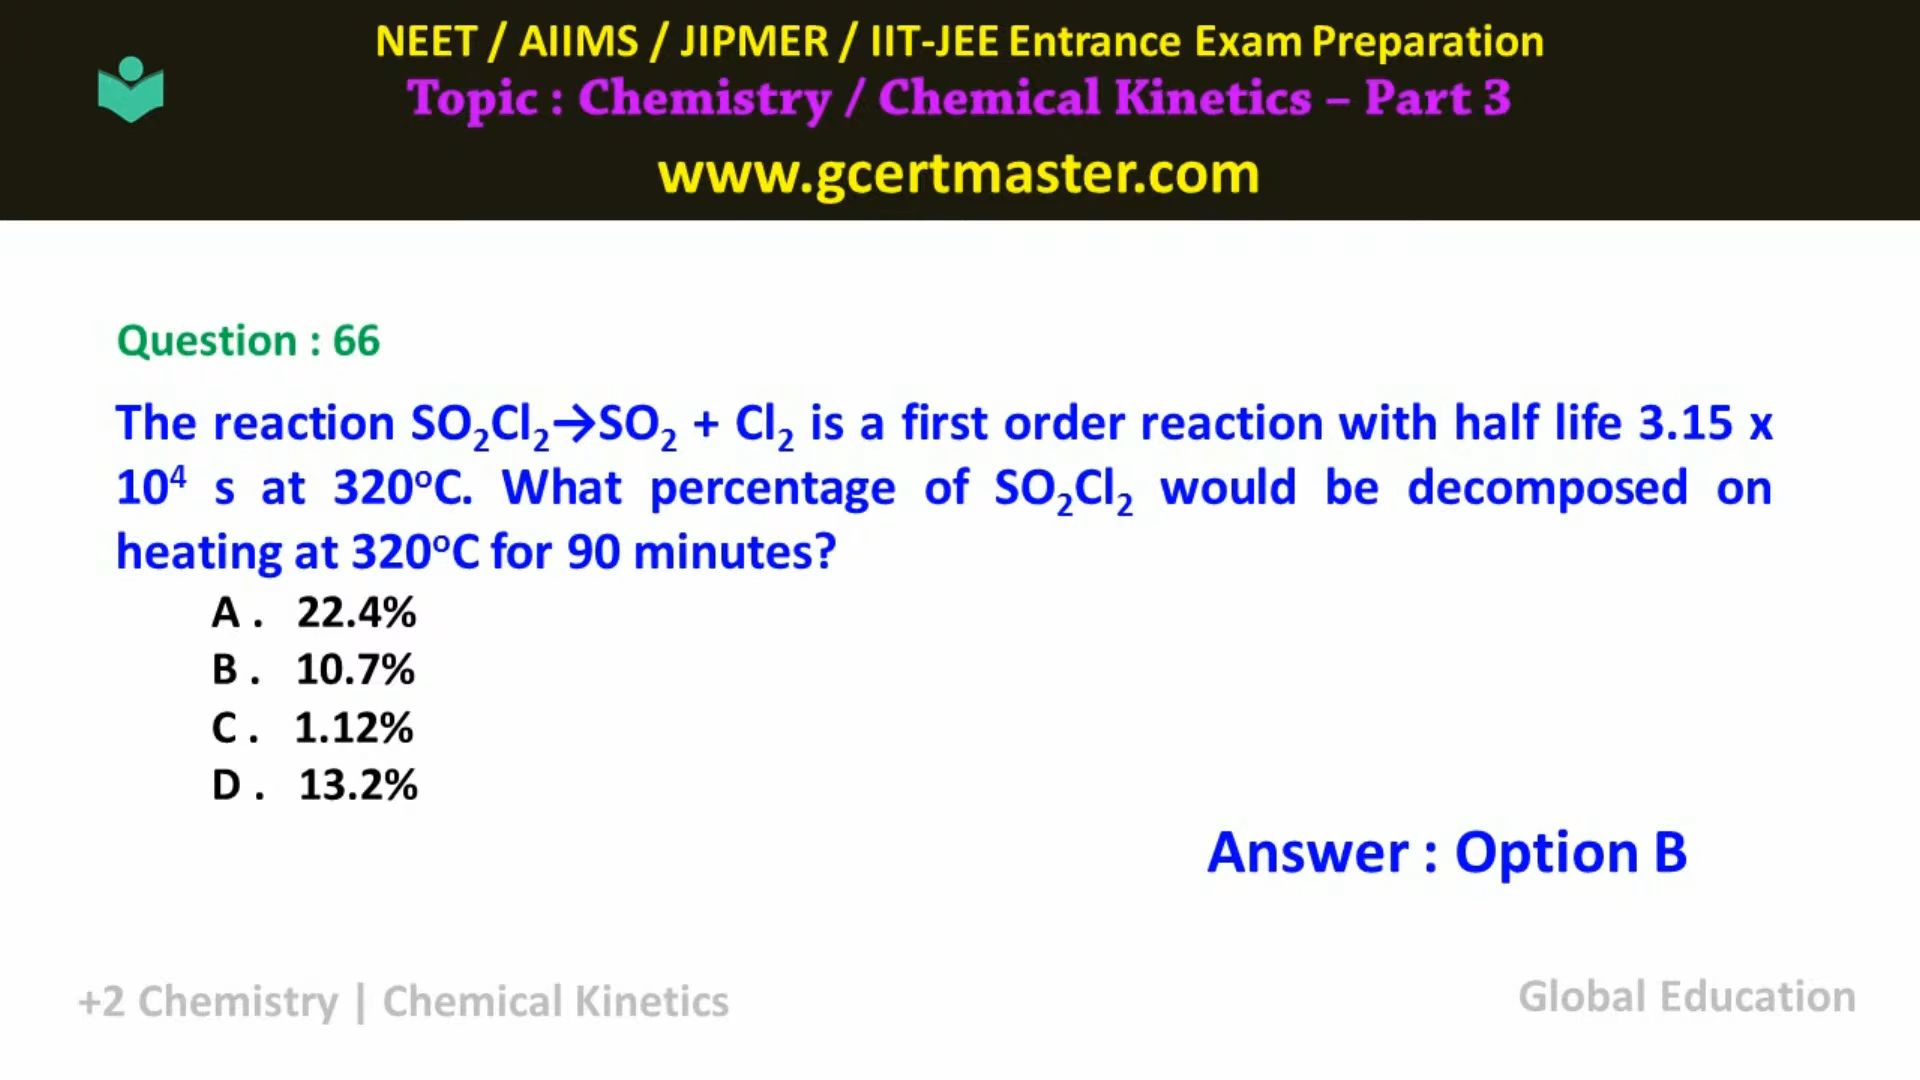 NEET / AIIMS / JIPMER / IIT-JEE Entrance Exam Preparation
Topic : Chemistry / Chemical Kinetics – Part 3
www.gcertmaster.com
Question : 66
The reaction SO₂Cl₂→SO₂ + Cl₂ is a first order reaction with half life 3.15 x
10⁴ s at 320ºC. What percentage of SO₂Cl₂ would be decomposed on
heating at 320ºC for 90 minutes?
A . 22.4%
B . 10.7%
C . 1.12%
D . 13.2%
Answer : Option B
+2 Chemistry | Chemical Kinetics
Global Education